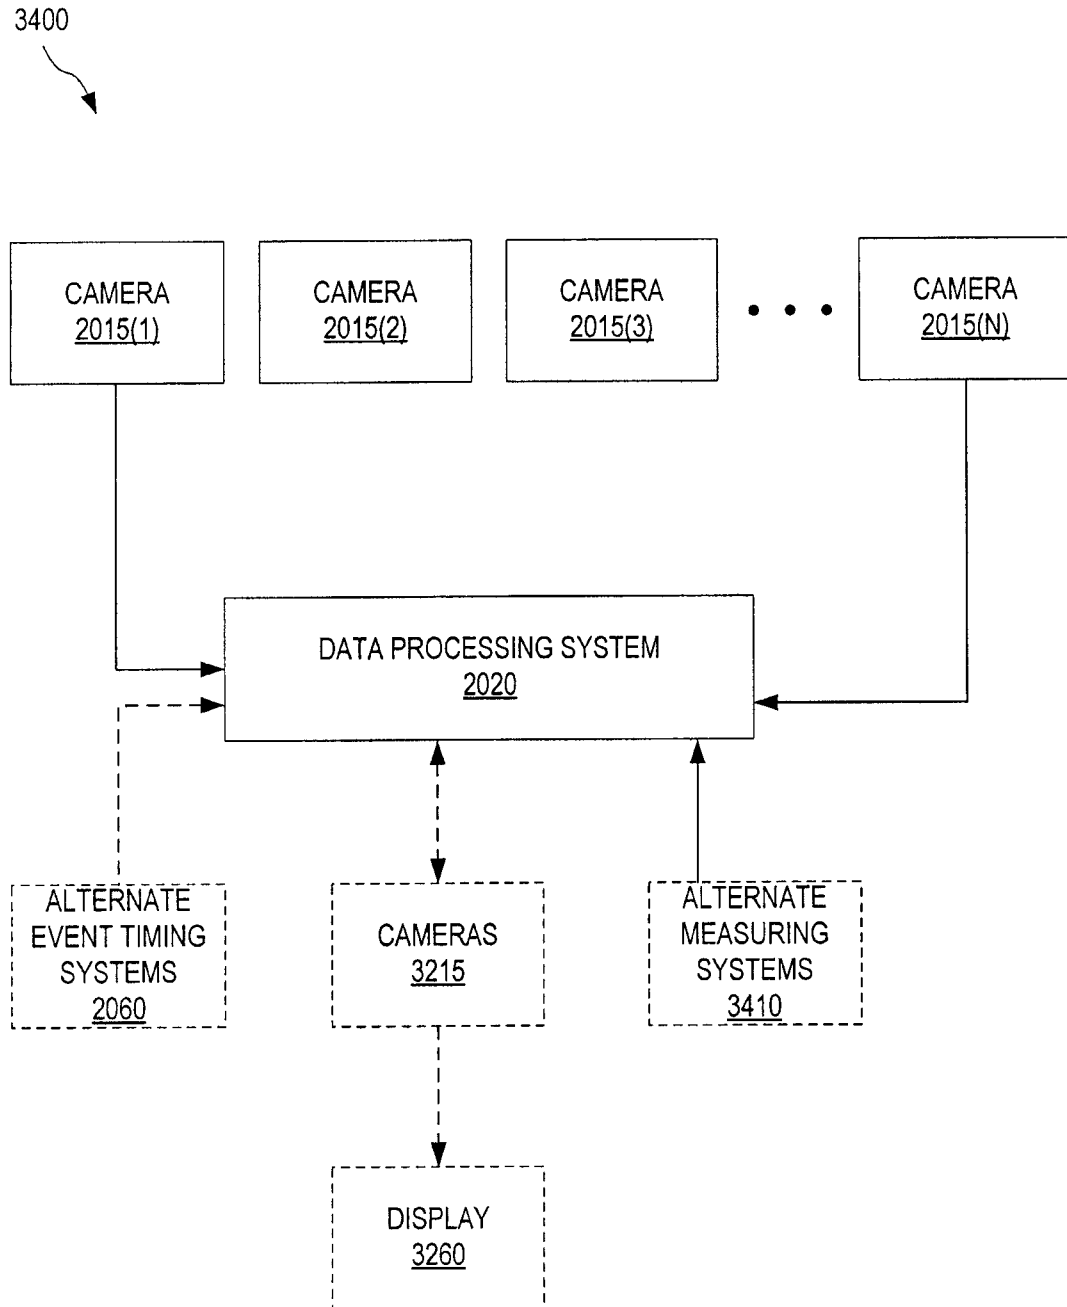 3400
CAMERA
2015(1)
CAMERA
2015(2)
CAMERA
2015(3)
CAMERA
2015(N)
DATA PROCESSING SYSTEM
2020
ALTERNATE
EVENT TIMING
SYSTEMS
2060
CAMERAS
3215
ALTERNATE
MEASURING
SYSTEMS
3410
DISPLAY
3260